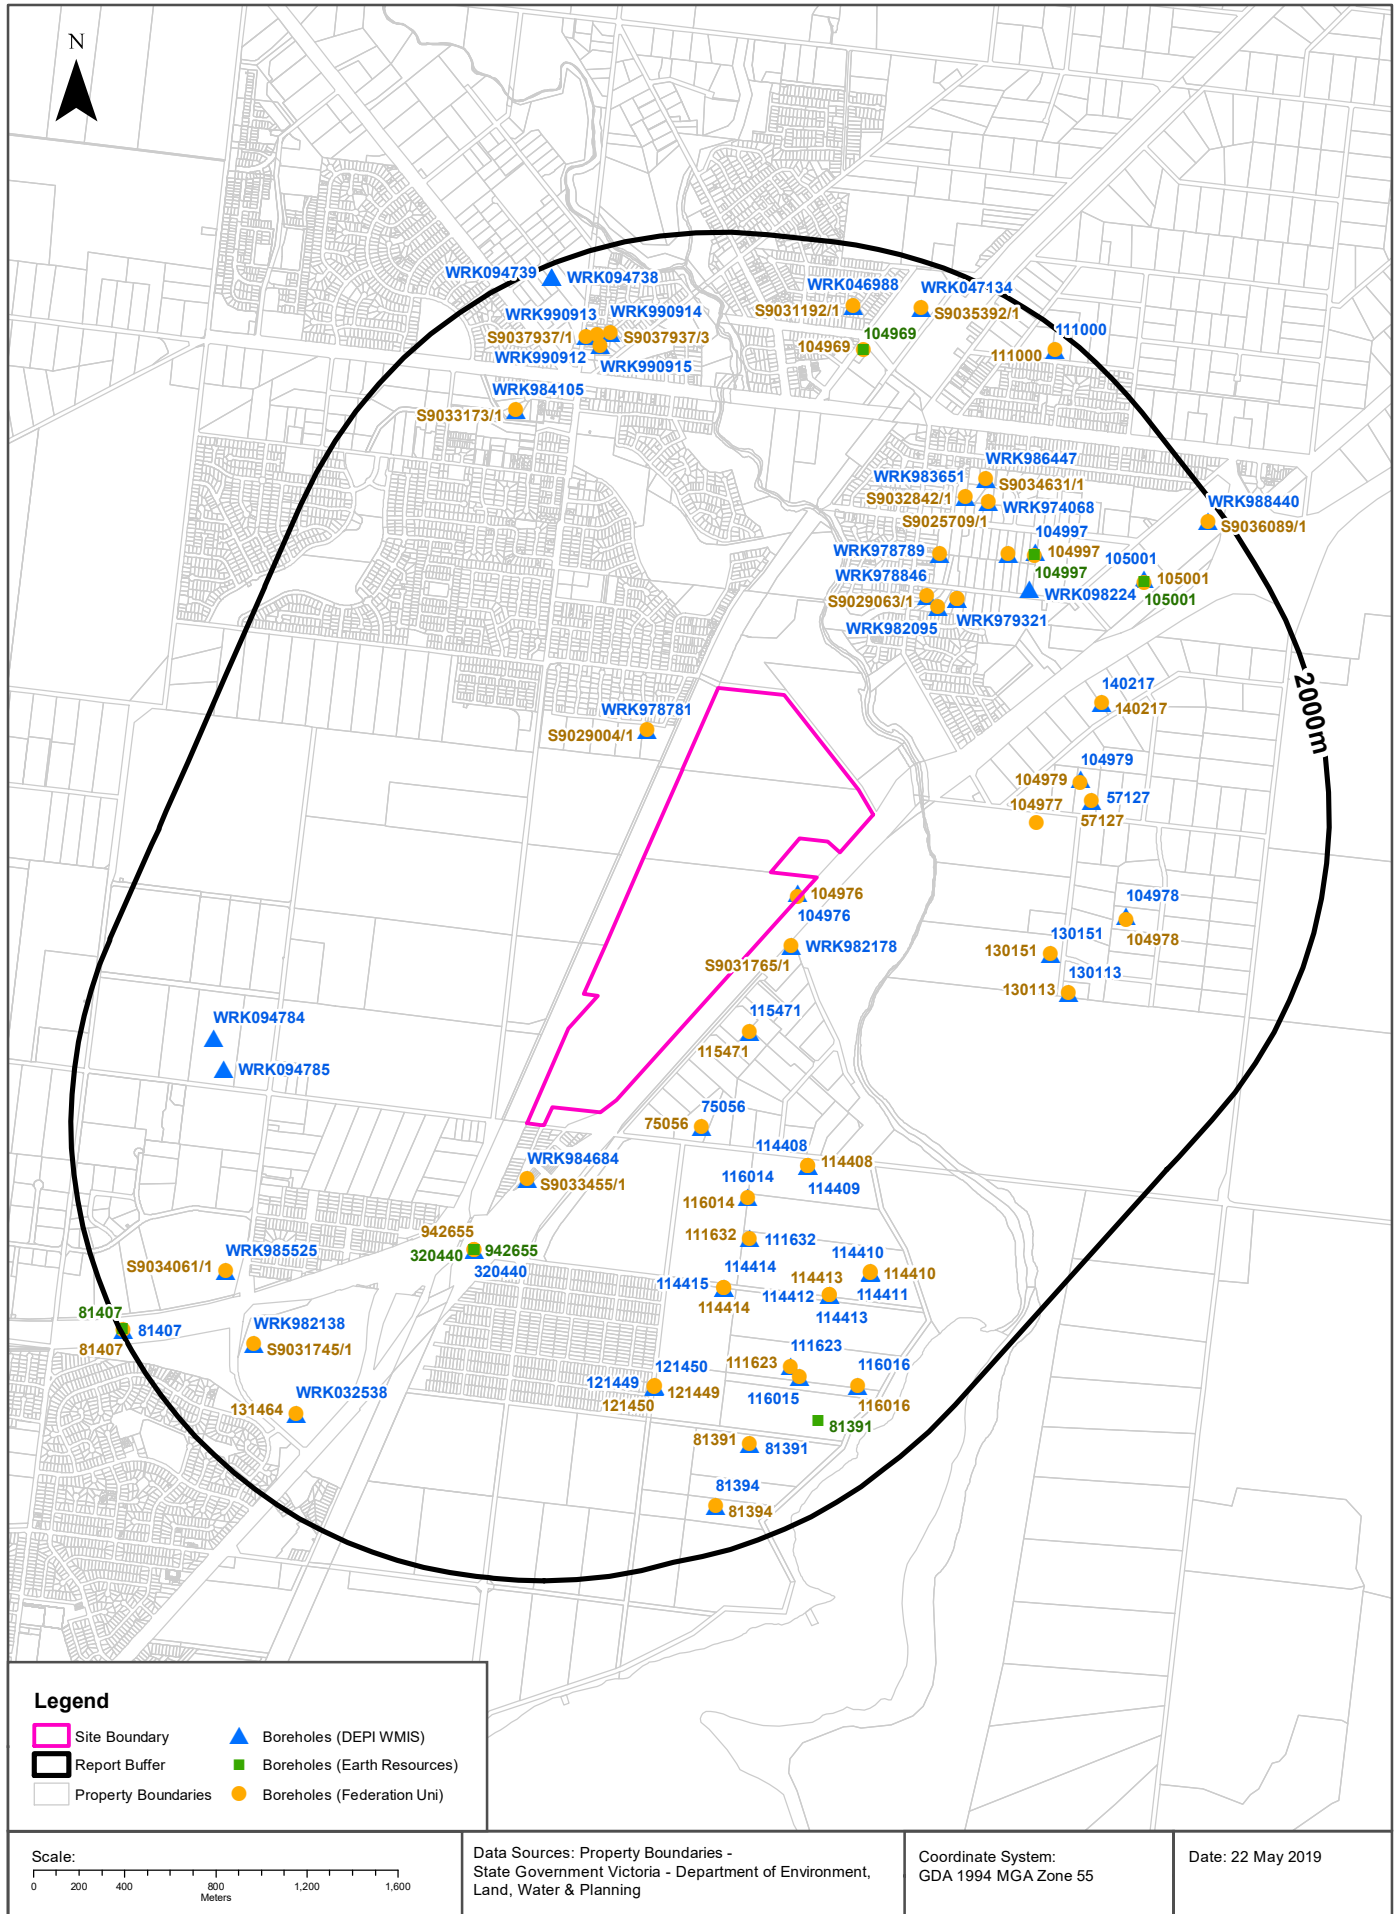 N
WRK094739
WRK094738
WRK046988
WRK047134
S9031192/1
S9035392/1
WRK990913
WRK990914
S9037937/1
S9037937/3
WRK990912
WRK990915
104969
104969
111000
111000
WRK984105
S9033173/1
WRK986447
WRK983651
S9034631/1
S9032842/1
WRK974068
S9025709/1
WRK988440
S9036089/1
104997
WRK978789
104997
104997
105001
105001
105001
WRK978846
WRK098224
S9029063/1
WRK979321
WRK982095
2000m
140217
140217
WRK978781
S9029004/1
104979
104979
104977
57127
57127
104976
104976
104978
104978
WRK982178
S9031765/1
130151
130151
130113
130113
WRK094784
115471
115471
WRK094785
75056
75056
114408
114408
114409
WRK984684
S9033455/1
116014
116014
942655
942655
320440
320440
111632
111632
WRK985525
S9034061/1
114414
114415
114414
114410
114410
114413
114412
114411
114413
81407
81407
81407
WRK982138
S9031745/1
111623
111623
116016
116015
116016
121450
121449
121449
121450
WRK032538
131464
81391
81391
81391
81394
81394
Legend
Site Boundary
Boreholes (DEPI WMIS)
Report Buffer
Boreholes (Earth Resources)
Property Boundaries
Boreholes (Federation Uni)
Scale:
0 200 400 800 1,200 1,600
Meters
Data Sources: Property Boundaries -
State Government Victoria - Department of Environment,
Land, Water & Planning
Coordinate System:
GDA 1994 MGA Zone 55
Date: 22 May 2019